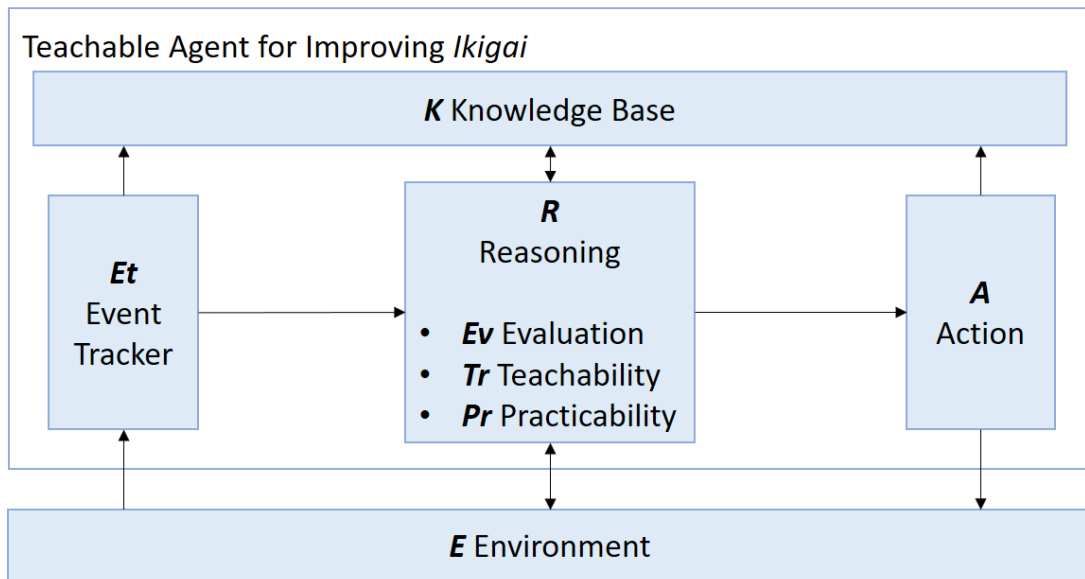 Teachable Agent for Improving Ikigai
K Knowledge Base
Et
Event
Tracker
R
Reasoning
• Ev Evaluation
• Tr Teachability
• Pr Practicability
A
Action
E Environment